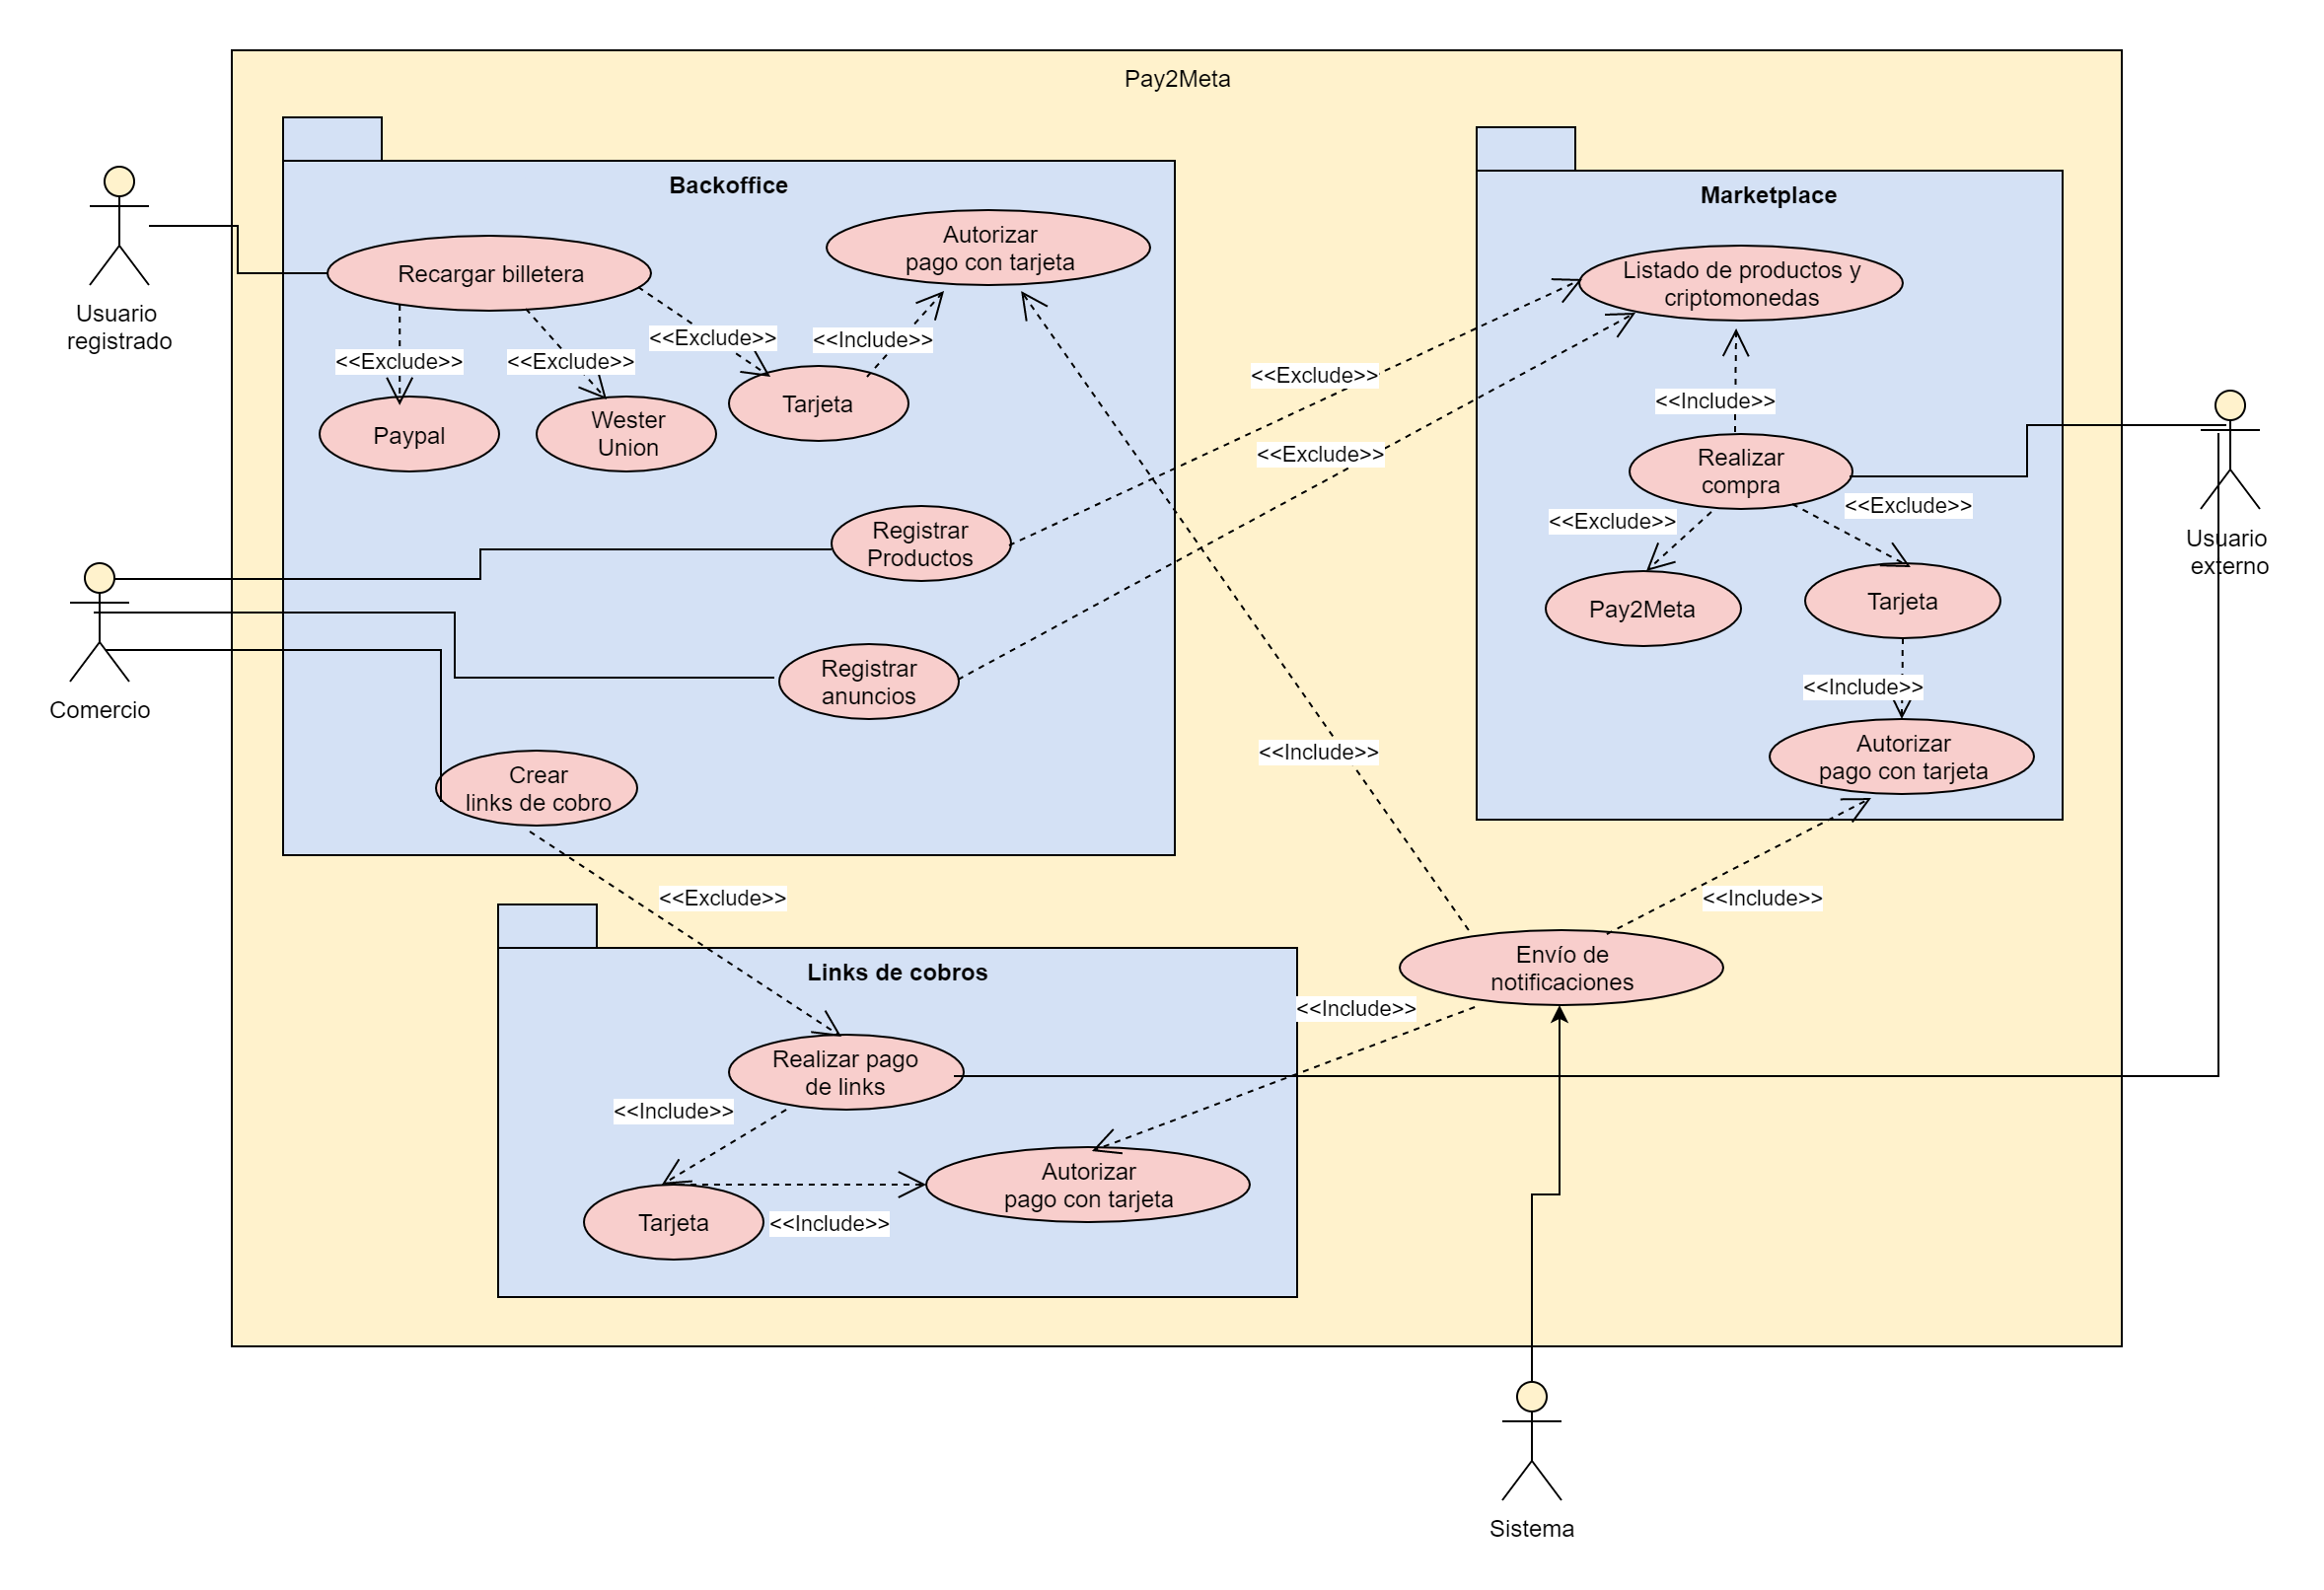 Pay2Meta
Backoffice
Recargar billetera
Autorizar
pago con tarjeta
<<Exclude>>
<<Exclude>>
<<Exclude>>
<<Include>>
Paypal
Wester
Union
Tarjeta
Registrar
Productos
Registrar
anuncios
Crear
links de cobro
Usuario
registrado
Comercio
<<Exclude>>
<<Exclude>>
<<Include>>
Marketplace
Listado de productos y
criptomonedas
<<Include>>
Realizar
compra
<<Exclude>>
<<Exclude>>
Pay2Meta
Tarjeta
<<Include>>
Autorizar
pago con tarjeta
Usuario
externo
<<Exclude>>
<<Include>>
Envío de
notificaciones
<<Include>>
Links de cobros
Realizar pago
de links
<<Include>>
Tarjeta
<<Include>>
Autorizar
pago con tarjeta
Sistema